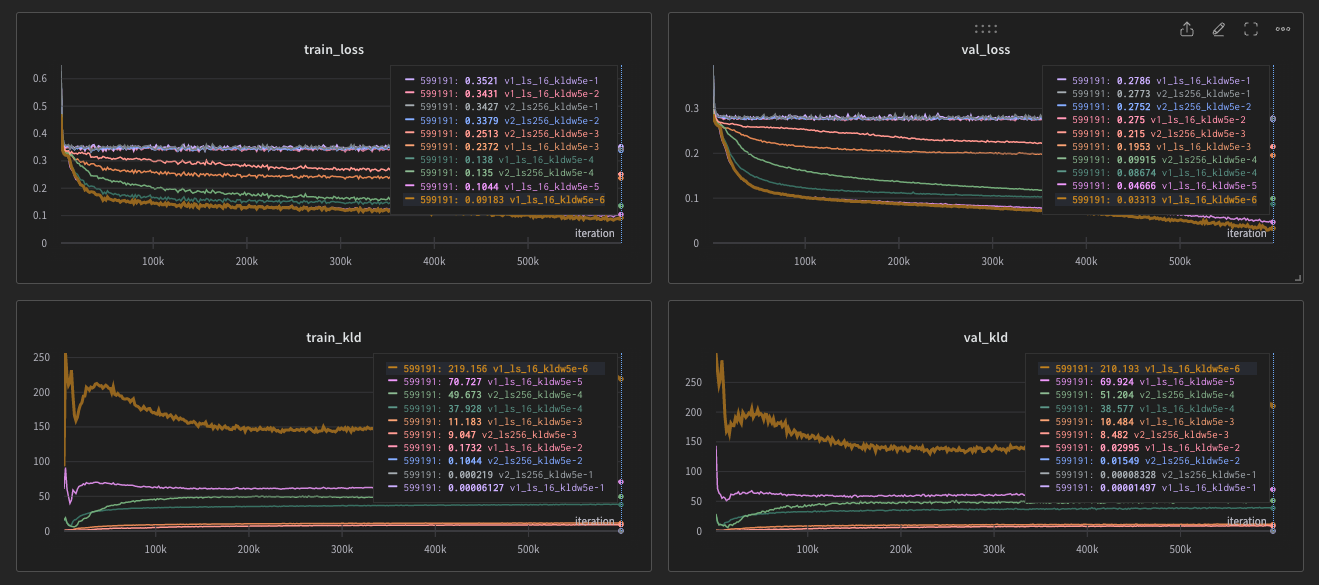 train_loss
0.6
0.5
0.4
0.3
0.2
0.1
0
599191: 0.3521 v1_ls_16_kldw5e-1
599191: 0.3431 v1_ls_16_kldw5e-2
599191: 0.3427 v2_ls256_kldw5e-1
599191: 0.3379 v2_ls256_kldw5e-2
599191: 0.2513 v2_ls256_kldw5e-3
599191: 0.2372 v1_ls_16_kldw5e-3
599191: 0.138 v1_ls_16_kldw5e-4
599191: 0.135 v2_ls256_kldw5e-4
599191: 0.1044 v1_ls_16_kldw5e-5
599191: 0.09183 v1_ls_16_kldw5e-6
iteration
100k 200k 300k 400k 500k
val_loss
0.3
0.2
0.1
0
599191: 0.2786 v1_ls_16_kldw5e-1
599191: 0.2773 v2_ls256_kldw5e-1
599191: 0.2752 v2_ls256_kldw5e-2
599191: 0.275 v1_ls_16_kldw5e-2
599191: 0.215 v2_ls256_kldw5e-3
599191: 0.1953 v1_ls_16_kldw5e-3
599191: 0.09915 v2_ls256_kldw5e-4
599191: 0.08674 v1_ls_16_kldw5e-4
599191: 0.04666 v1_ls_16_kldw5e-5
599191: 0.03313 v1_ls_16_kldw5e-6
iteration
100k 200k 300k 400k 500k
train_kld
250
200
150
100
50
0
599191: 219.156 v1_ls_16_kldw5e-6
599191: 70.727 v1_ls_16_kldw5e-5
599191: 49.673 v2_ls256_kldw5e-4
599191: 37.928 v1_ls_16_kldw5e-4
599191: 11.183 v1_ls_16_kldw5e-3
599191: 9.047 v2_ls256_kldw5e-3
599191: 0.1732 v1_ls_16_kldw5e-2
599191: 0.1044 v2_ls256_kldw5e-2
599191: 0.000219 v2_ls256_kldw5e-1
599191: 0.00006127 v1_ls_16_kldw5e-1
iteration
100k 200k 300k 400k 500k
val_kld
250
200
150
100
50
0
599191: 210.193 v1_ls_16_kldw5e-6
599191: 69.924 v1_ls_16_kldw5e-5
599191: 51.204 v2_ls256_kldw5e-4
599191: 38.577 v1_ls_16_kldw5e-4
599191: 10.484 v1_ls_16_kldw5e-3
599191: 8.482 v2_ls256_kldw5e-3
599191: 0.02995 v1_ls_16_kldw5e-2
599191: 0.01549 v2_ls256_kldw5e-2
599191: 0.00008328 v2_ls256_kldw5e-1
599191: 0.00001497 v1_ls_16_kldw5e-1
iteration
100k 200k 300k 400k 500k